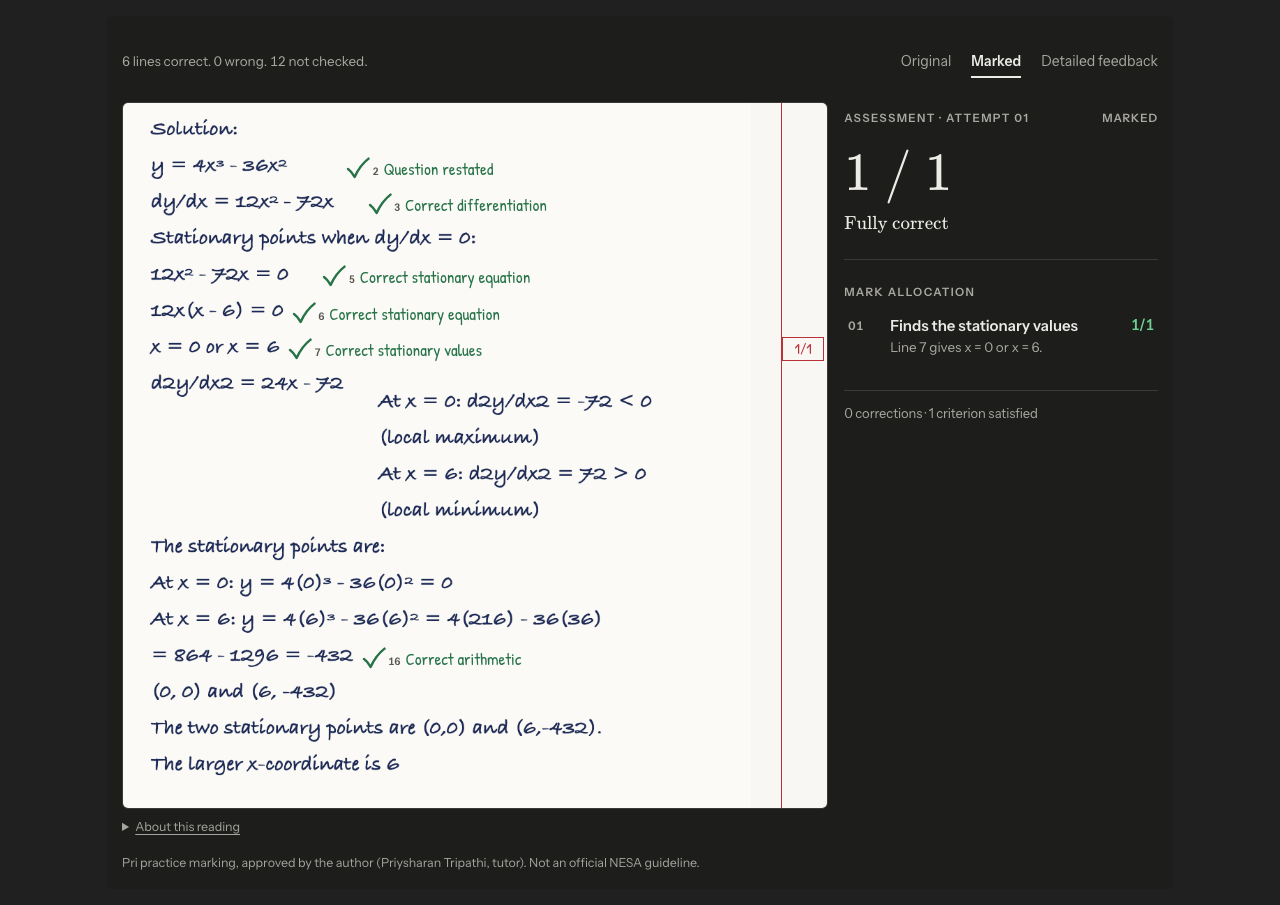 6 lines correct. 0 wrong. 12 not checked.
Original Marked Detailed feedback
Solution:
y = 4x³ - 36x² ✓ 2 Question restated
dy/dx = 12x² - 72x ✓ 3 Correct differentiation
Stationary points when dy/dx = 0:
12x² - 72x = 0 ✓ 5 Correct stationary equation
12x(x - 6) = 0 ✓ 6 Correct stationary equation
x = 0 or x = 6 ✓ 7 Correct stationary values
1/1
d2y/dx2 = 24x - 72
At x = 0: d2y/dx2 = -72 < 0
(local maximum)
At x = 6: d2y/dx2 = 72 > 0
(local minimum)
The stationary points are:
At x = 0: y = 4(0)³ - 36(0)² = 0
At x = 6: y = 4(6)³ - 36(6)² = 4(216) - 36(36)
= 864 - 1296 = -432 ✓ 16 Correct arithmetic
(0, 0) and (6, -432)
The two stationary points are (0,0) and (6,-432).
The larger x-coordinate is 6
ASSESSMENT · ATTEMPT 01 MARKED
1 / 1
Fully correct
MARK ALLOCATION
01 Finds the stationary values 1/1
Line 7 gives x = 0 or x = 6.
0 corrections · 1 criterion satisfied
▶ About this reading
Pri practice marking, approved by the author (Priysharan Tripathi, tutor). Not an official NESA guideline.